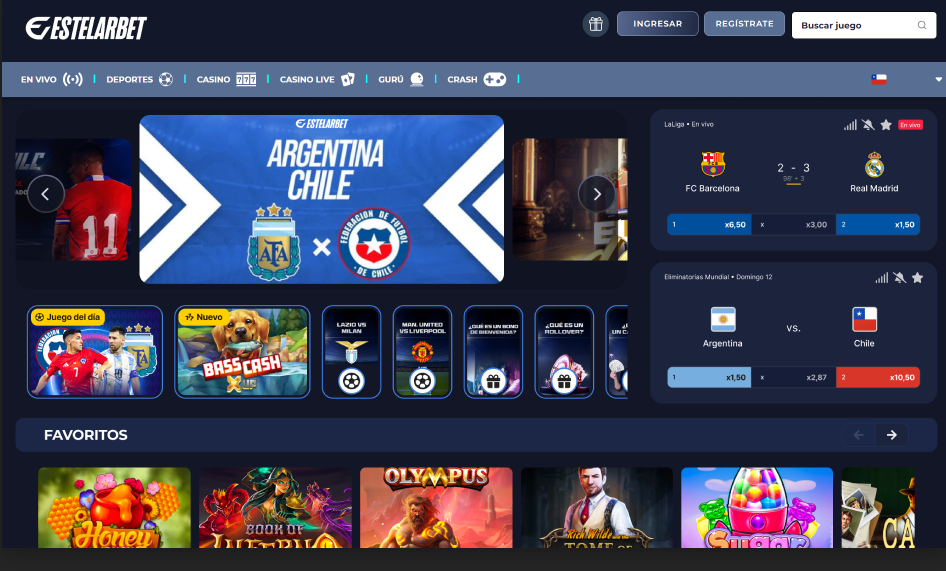 ESTELARBET
INGRESAR
REGÍSTRATE
Buscar juego
EN VIVO
DEPORTES
CASINO
777
CASINO LIVE
GURÚ
CRASH
11
ESTELARBET
ARGENTINA
CHILE
AFA
FEDERACION DE FUTBOL
DE CHILE
LaLiga • En vivo
En vivo
2 - 3
98' + 3
FC Barcelona
Real Madrid
1 x6,50
x x3,00
2 x1,50
Eliminatorias Mundial • Domingo 12
VS.
Argentina
Chile
1 x1,50
x x2,87
2 x10,50
Juego del día
7
Nuevo
BASS CASH
LAZIO VS
MILAN
MAN. UNITED
VS LIVERPOOL
¿QUÉ ES UN BONO
DE BIENVENIDA?
¿QUÉ ES UN
ROLLOVER?
FAVORITOS
Honey
BOOK OF
OLYMPUS
Rich Wilde
TOME OF
Sugar